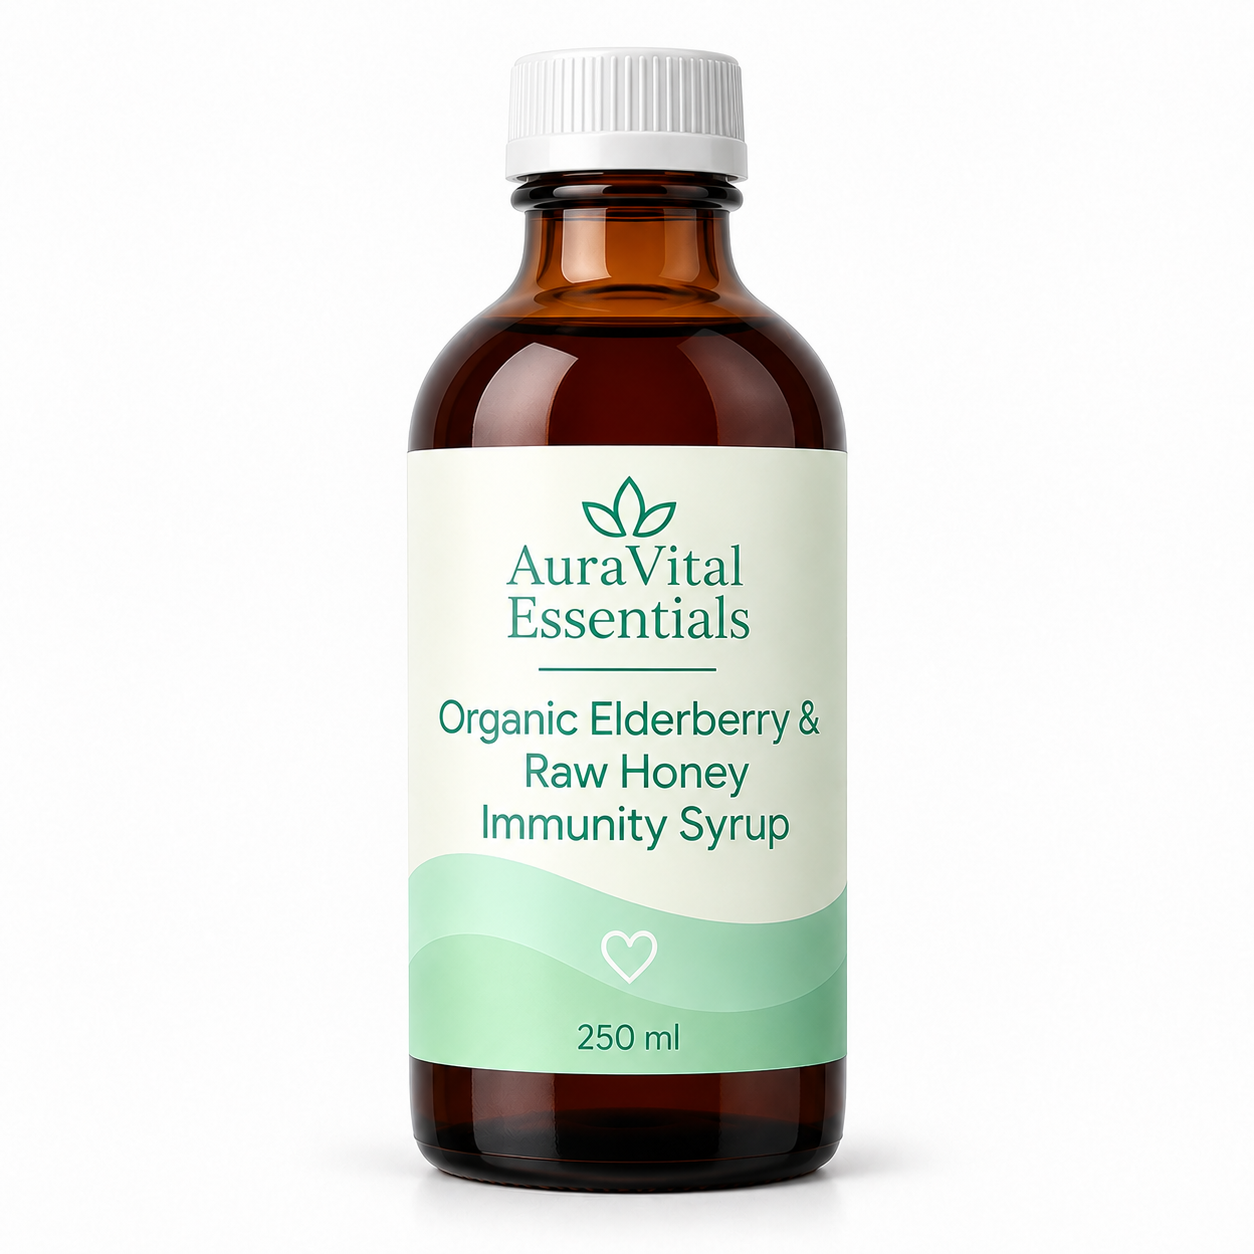 AuraVital
Essentials
Organic Elderberry &
Raw Honey
Immunity Syrup
250 ml